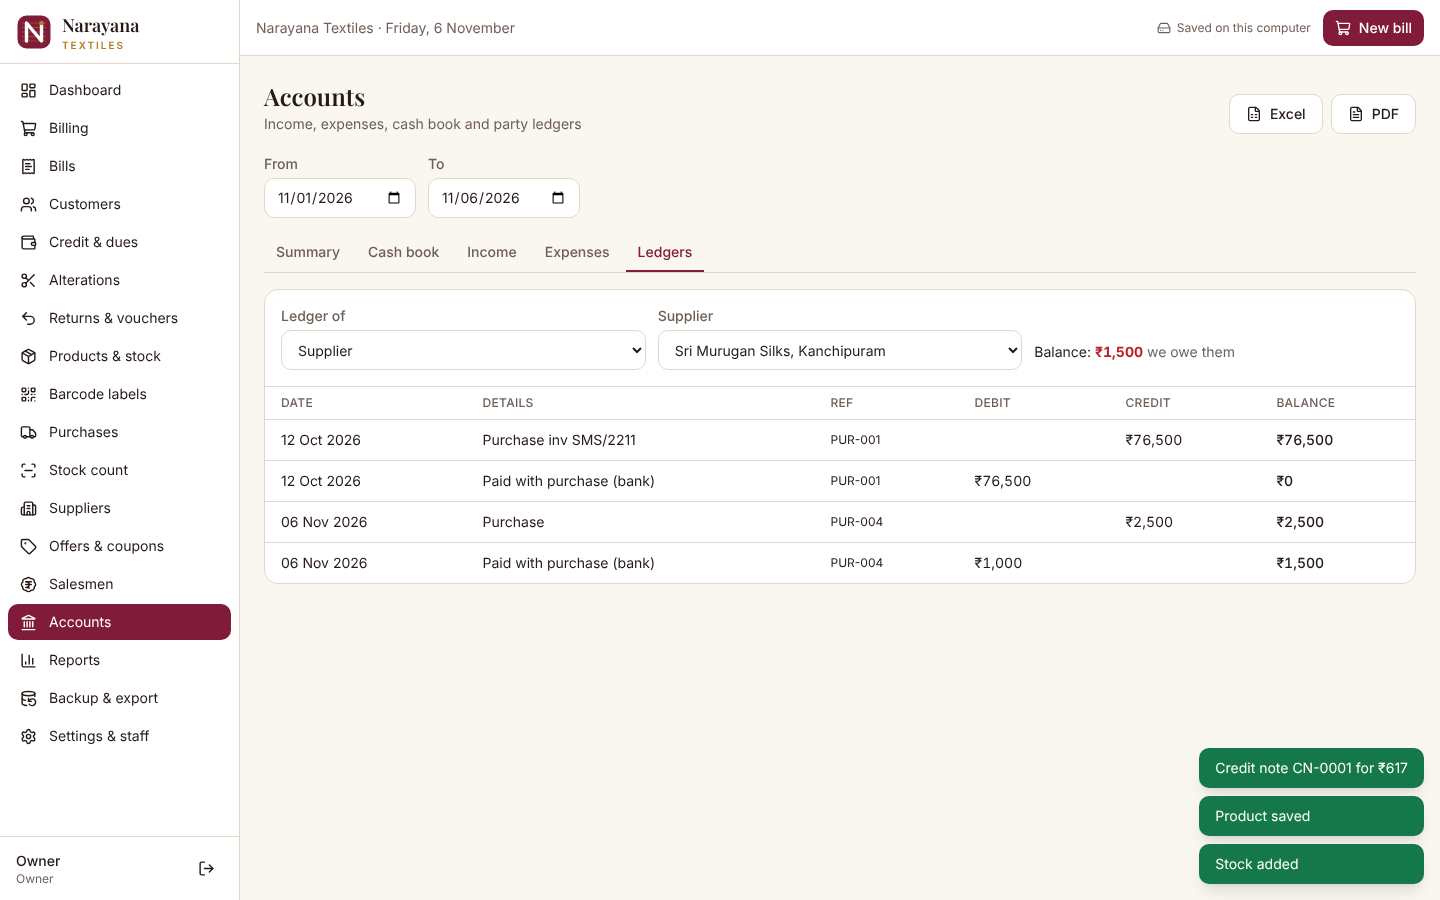 Narayana
TEXTILES
Narayana Textiles · Friday, 6 November
Saved on this computer
New bill
Dashboard
Billing
Bills
Customers
Credit & dues
Alterations
Returns & vouchers
Products & stock
Barcode labels
Purchases
Stock count
Suppliers
Offers & coupons
Salesmen
Accounts
Reports
Backup & export
Settings & staff
Owner
Owner
Accounts
Income, expenses, cash book and party ledgers
Excel
PDF
From
To
11/01/2026
11/06/2026
Summary
Cash book
Income
Expenses
Ledgers
Ledger of
Supplier
Supplier
Sri Murugan Silks, Kanchipuram
Balance: ₹1,500 we owe them
DATE DETAILS REF DEBIT CREDIT BALANCE
12 Oct 2026 Purchase inv SMS/2211 PUR-001 ₹76,500 ₹76,500
12 Oct 2026 Paid with purchase (bank) PUR-001 ₹76,500 ₹0
06 Nov 2026 Purchase PUR-004 ₹2,500 ₹2,500
06 Nov 2026 Paid with purchase (bank) PUR-004 ₹1,000 ₹1,500
Credit note CN-0001 for ₹617
Product saved
Stock added